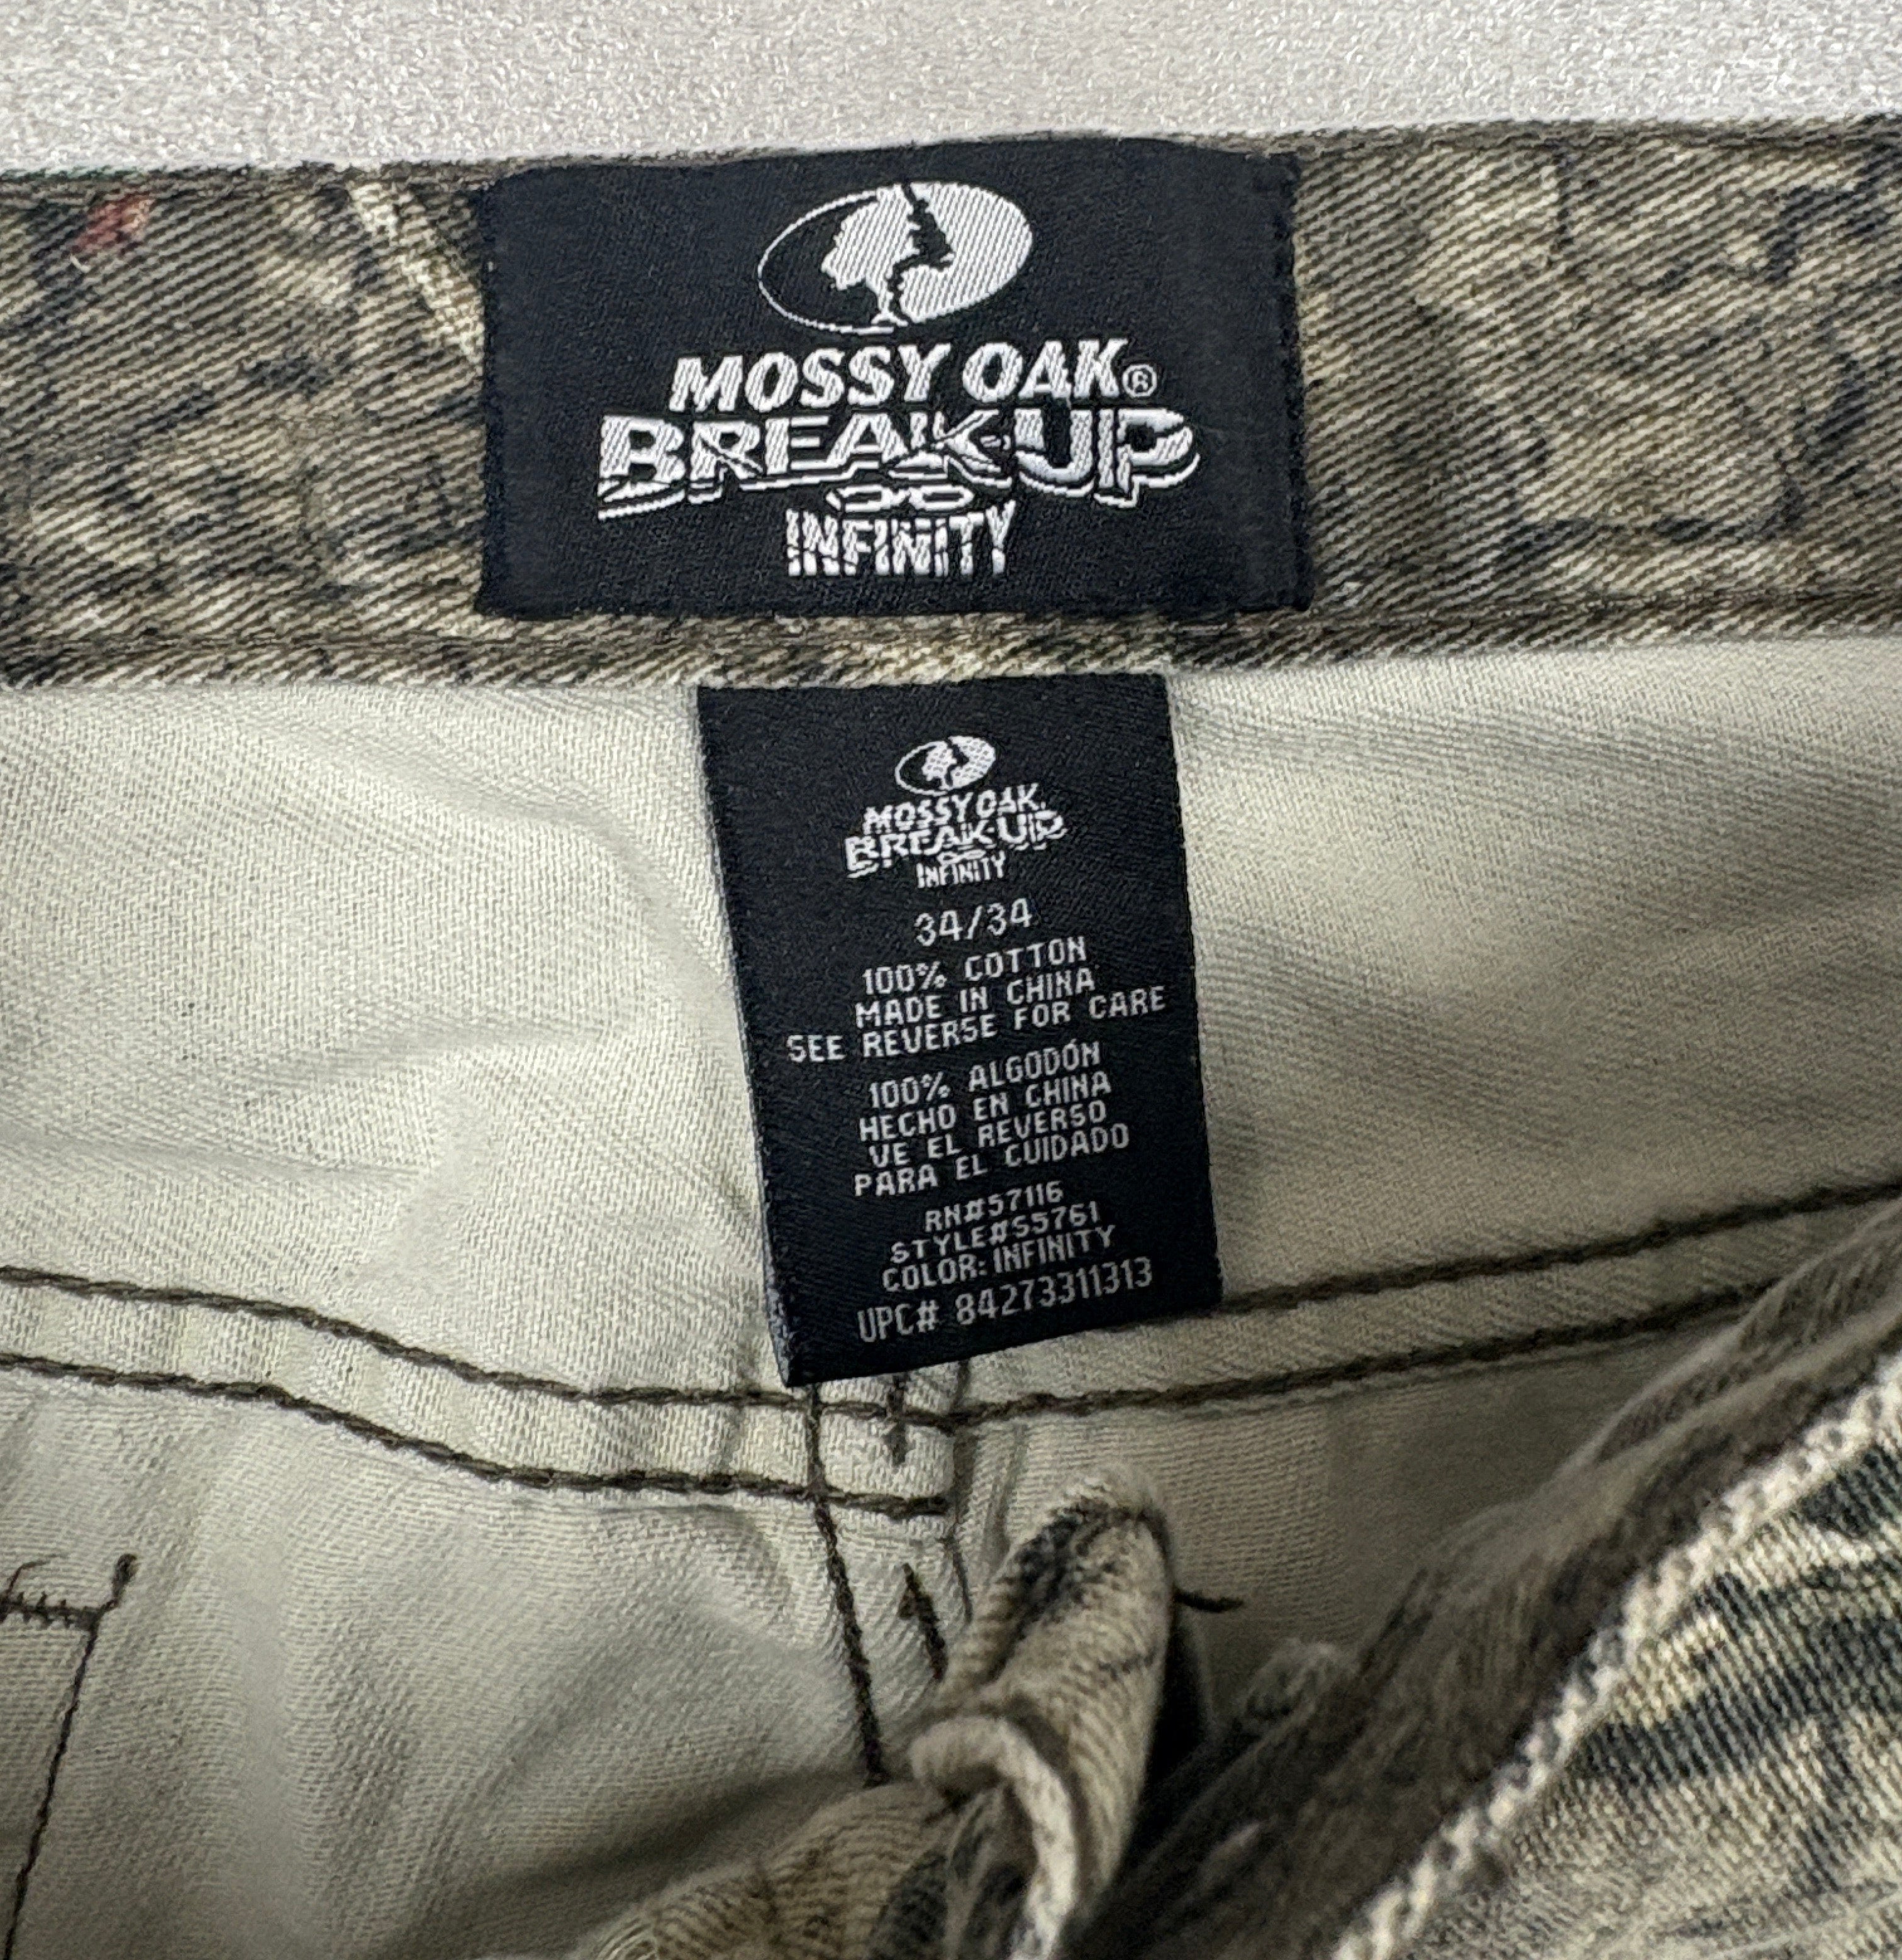 MOSSY OAK®
BREAK-UP
INFINITY
MOSSY OAK.
BREAK-UP
INFINITY
34/34
100% COTTON
MADE IN CHINA
SEE REVERSE FOR CARE
100% ALGODÓN
HECHO EN CHINA
VE EL REVERSO
PARA EL CUIDADO
RN#57116
STYLE#S5761
COLOR: INFINITY
UPC# 84273311313